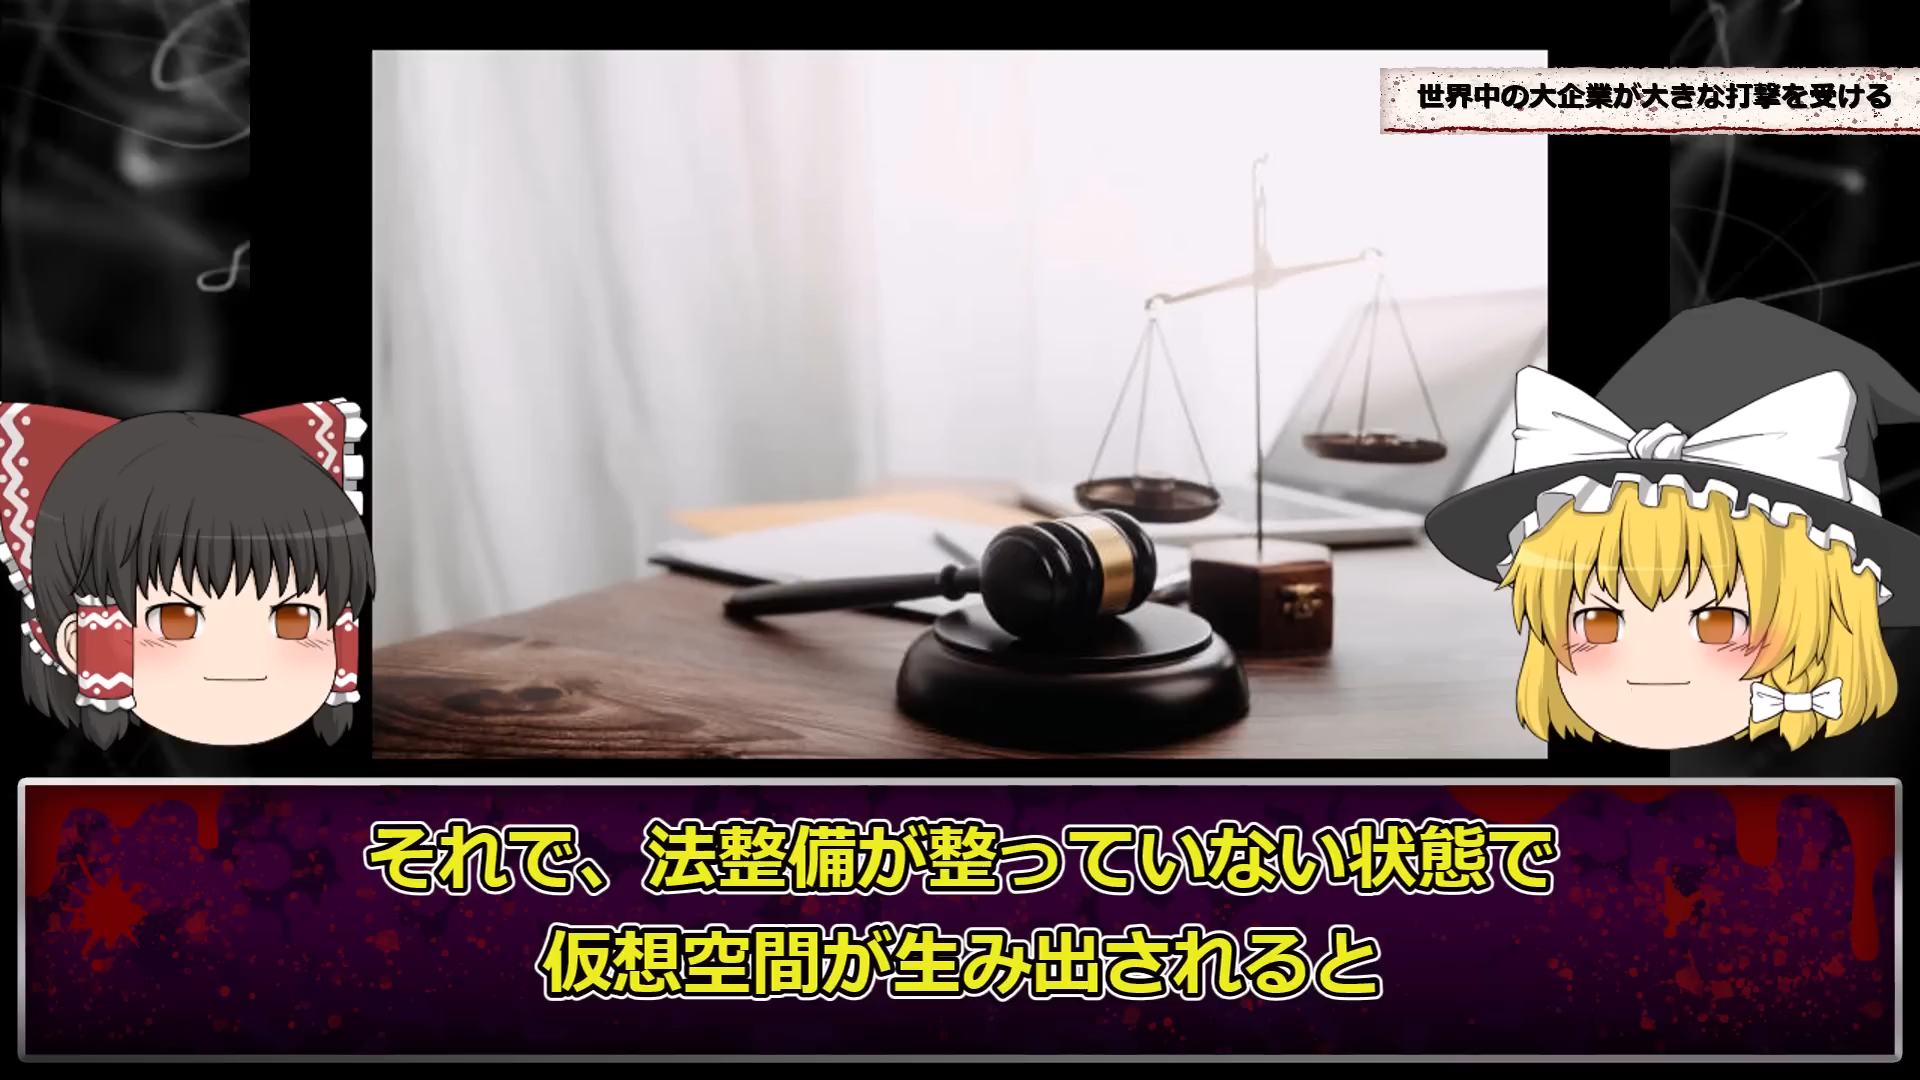 世界中の大企業が大きな打撃を受ける
それで、法整備が整っていない状態で
仮想空間が生み出されると